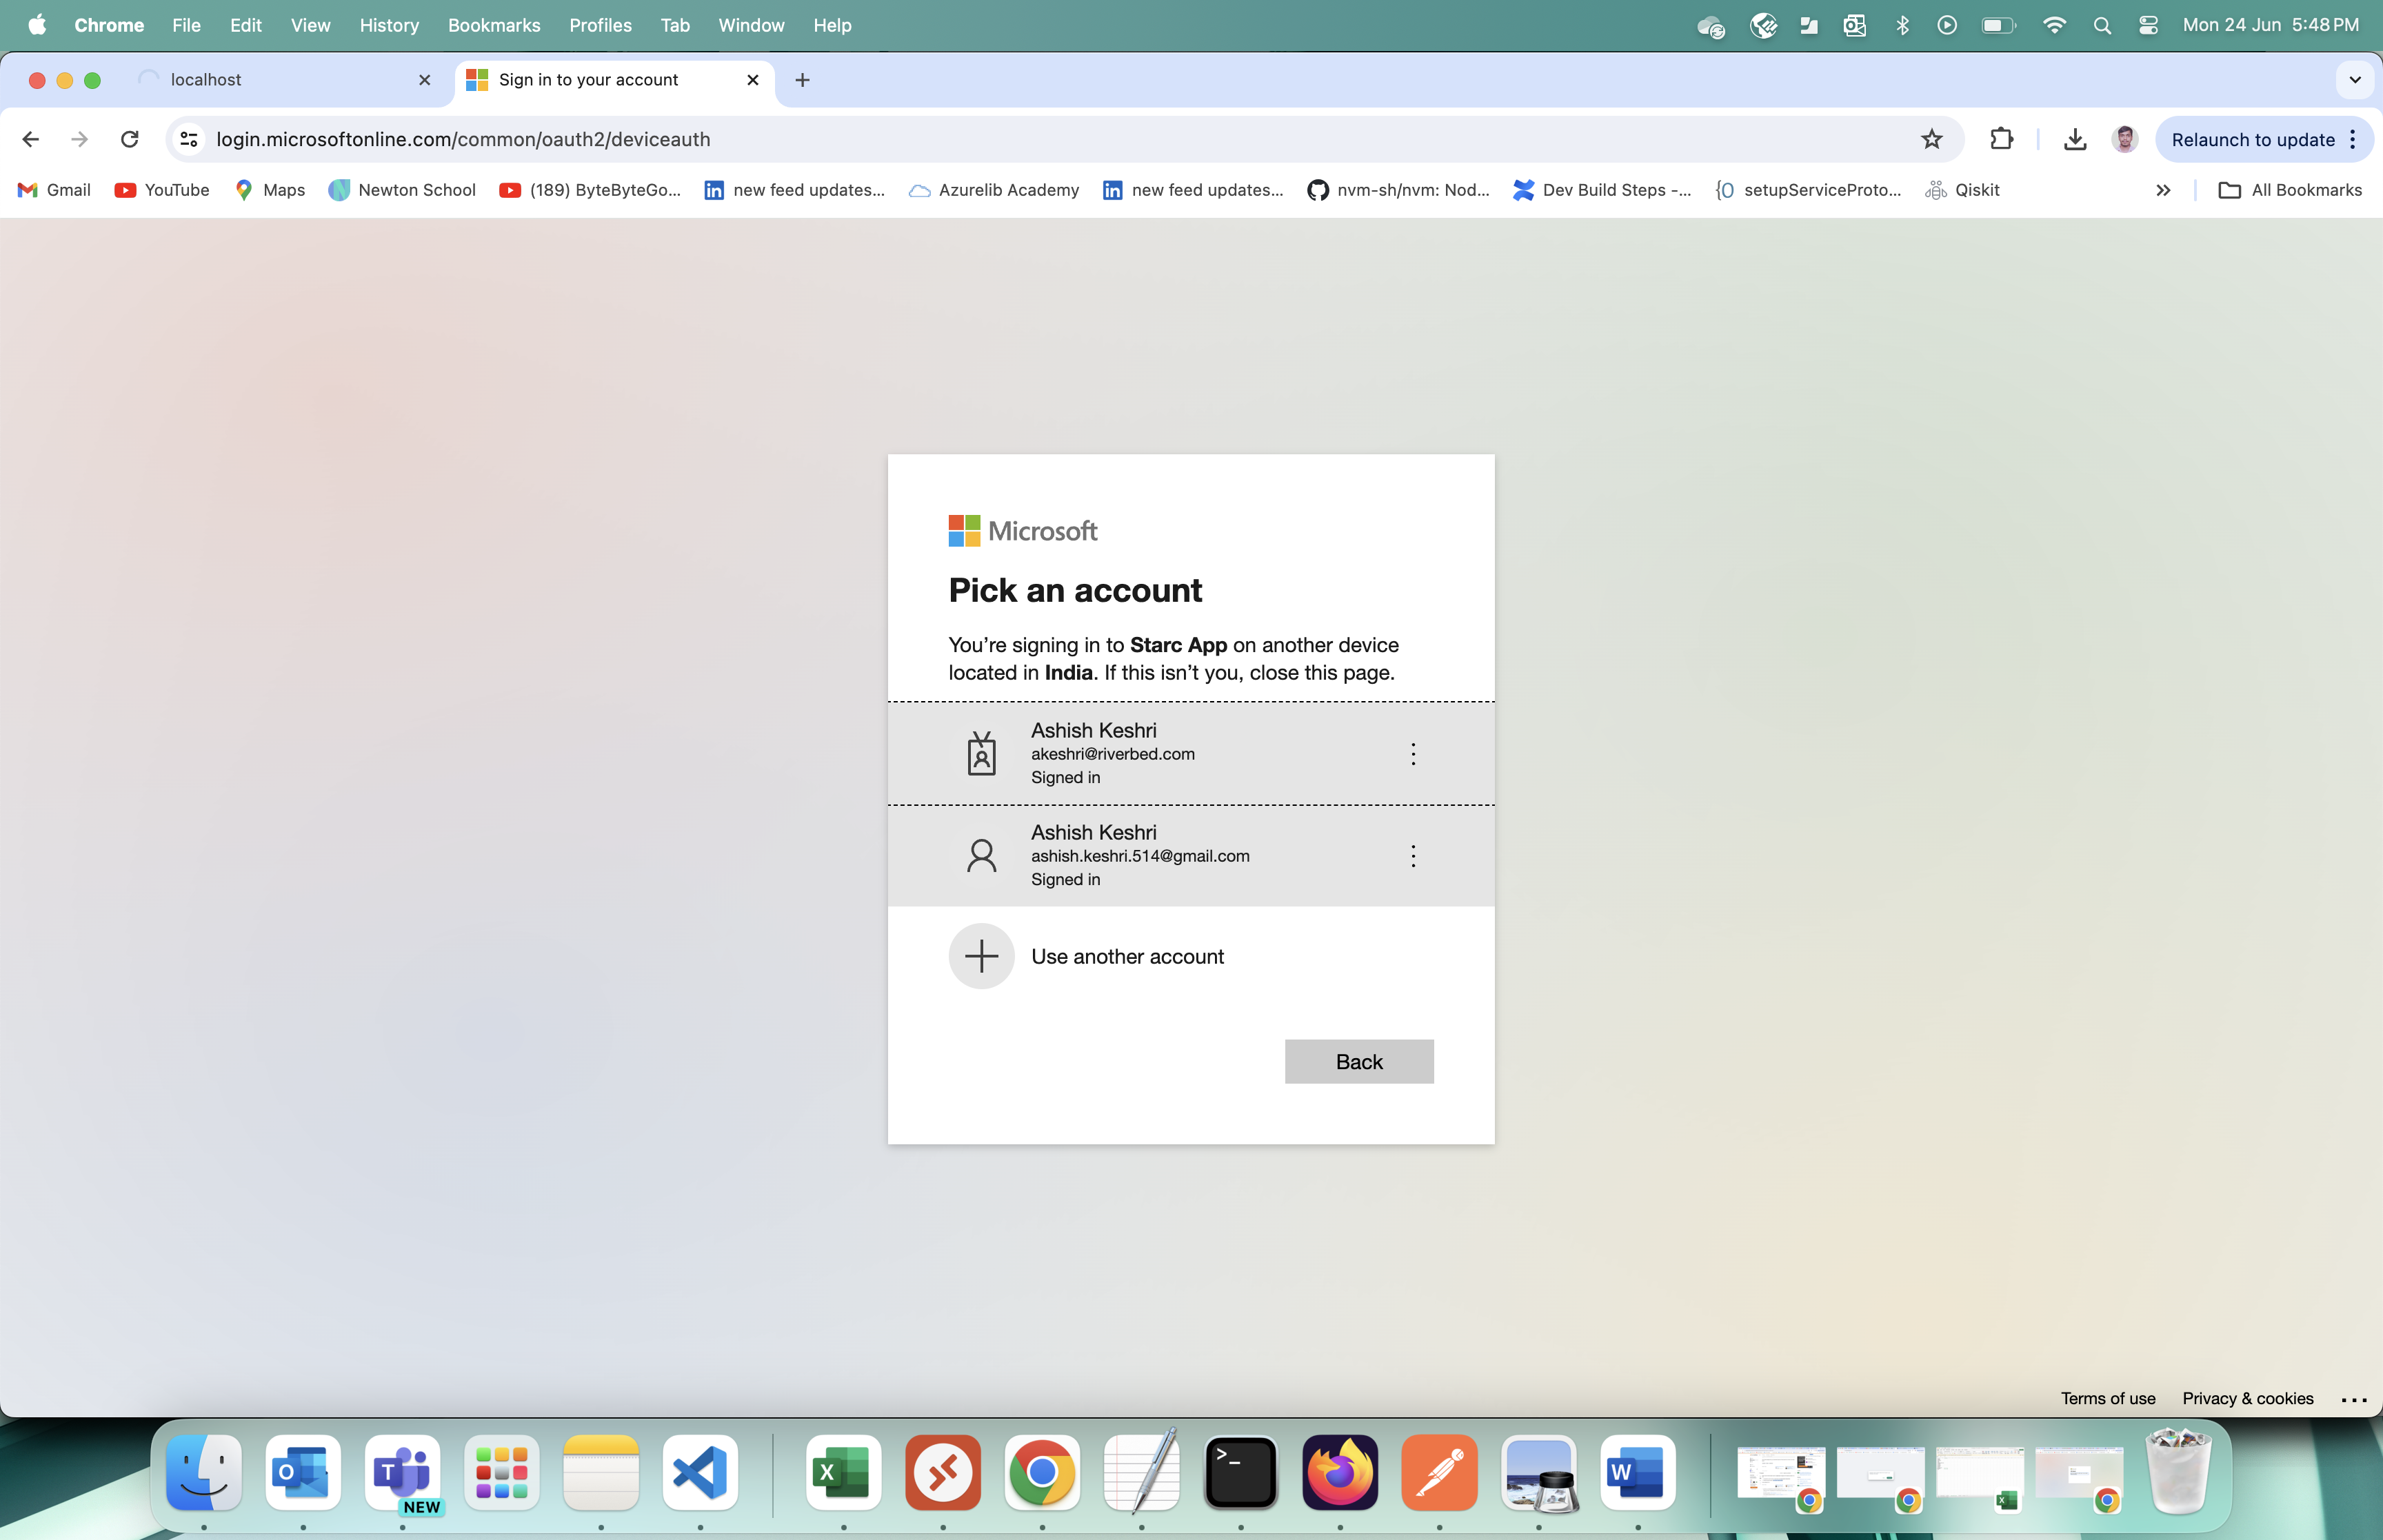 Chrome File Edit View History Bookmarks Profiles Tab Window Help Mon 24 Jun 5:48 PM
localhost Sign in to your account
login.microsoftonline.com/common/oauth2/deviceauth Relaunch to update
Gmail YouTube Maps Newton School (189) ByteByteGo... new feed updates... Azurelib Academy new feed updates... nvm-sh/nvm: Nod... Dev Build Steps -... setupServiceProto... Qiskit All Bookmarks
Microsoft
Pick an account
You’re signing in to Starc App on another device
located in India. If this isn’t you, close this page.
Ashish Keshri
akeshri@riverbed.com
Signed in
Ashish Keshri
ashish.keshri.514@gmail.com
Signed in
Use another account
Back
Terms of use Privacy & cookies
NEW